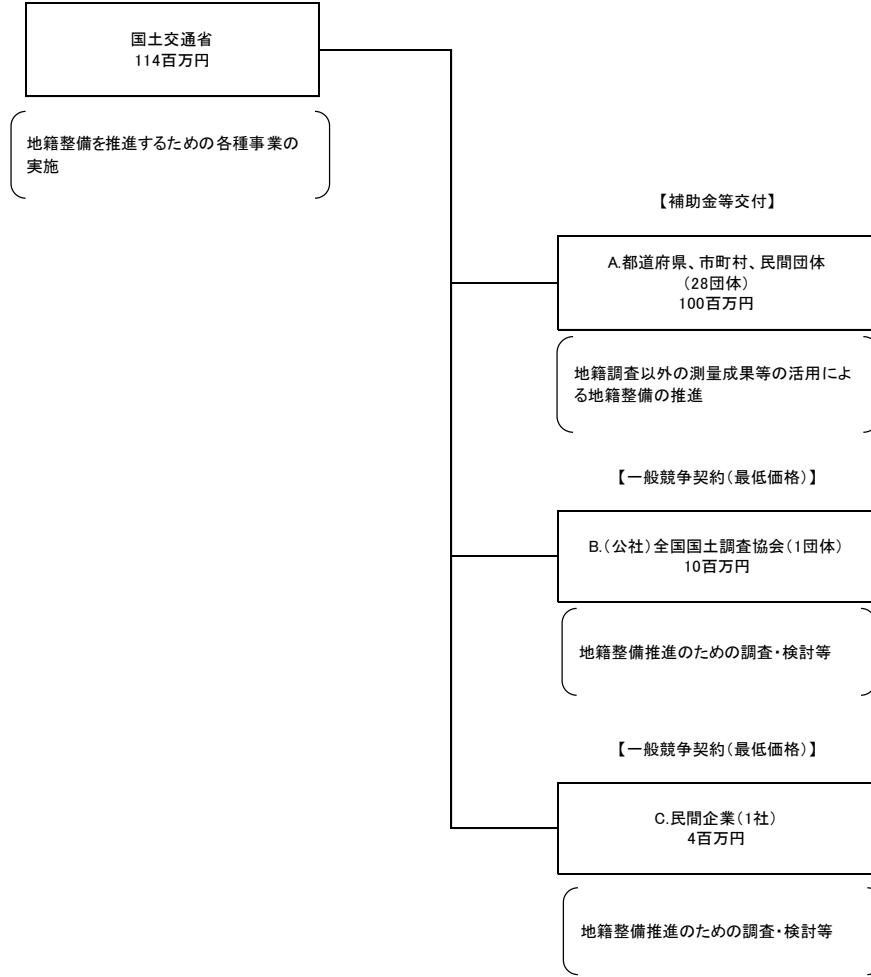 国土交通省
114百万円
地籍整備を推進するための各種事業の
実施
【補助金等交付】
A.都道府県、市町村、民間団体
(28団体)
100百万円
地籍調査以外の測量成果等の活用によ
る地籍整備の推進
【一般競争契約(最低価格)】
B.(公社)全国国土調査協会(1団体)
10百万円
地籍整備推進のための調査・検討等
【一般競争契約(最低価格)】
C.民間企業(1社)
4百万円
地籍整備推進のための調査・検討等